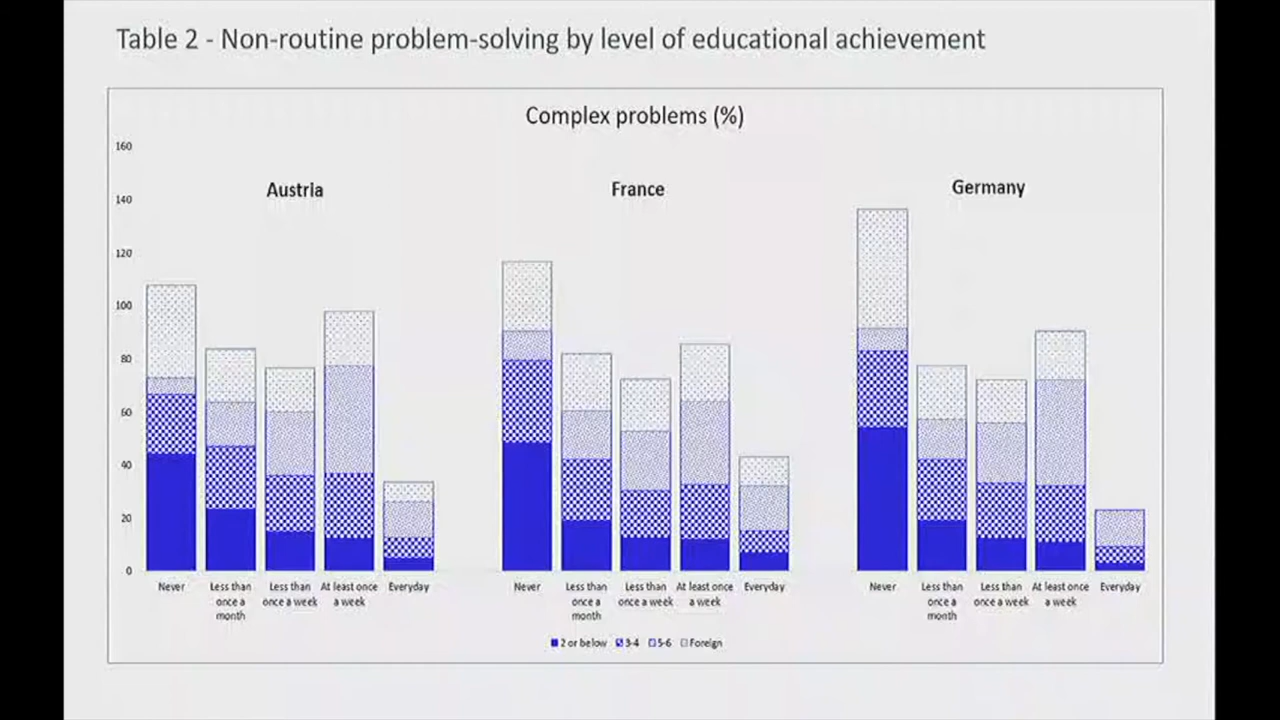 Table 2 - Non-routine problem-solving by level of educational achievement
Complex problems (%)
160
140
120
100
80
60
40
20
0
Austria
France
Germany
Never
Less than
once a
month
Less than
once a week
At least once
a week
Everyday
Never
Less than
once a
month
Less than
once a week
At least once
a week
Everyday
Never
Less than
once a
month
Less than
once a week
At least once
a week
Everyday
2 or below 3-4 5-6 Foreign